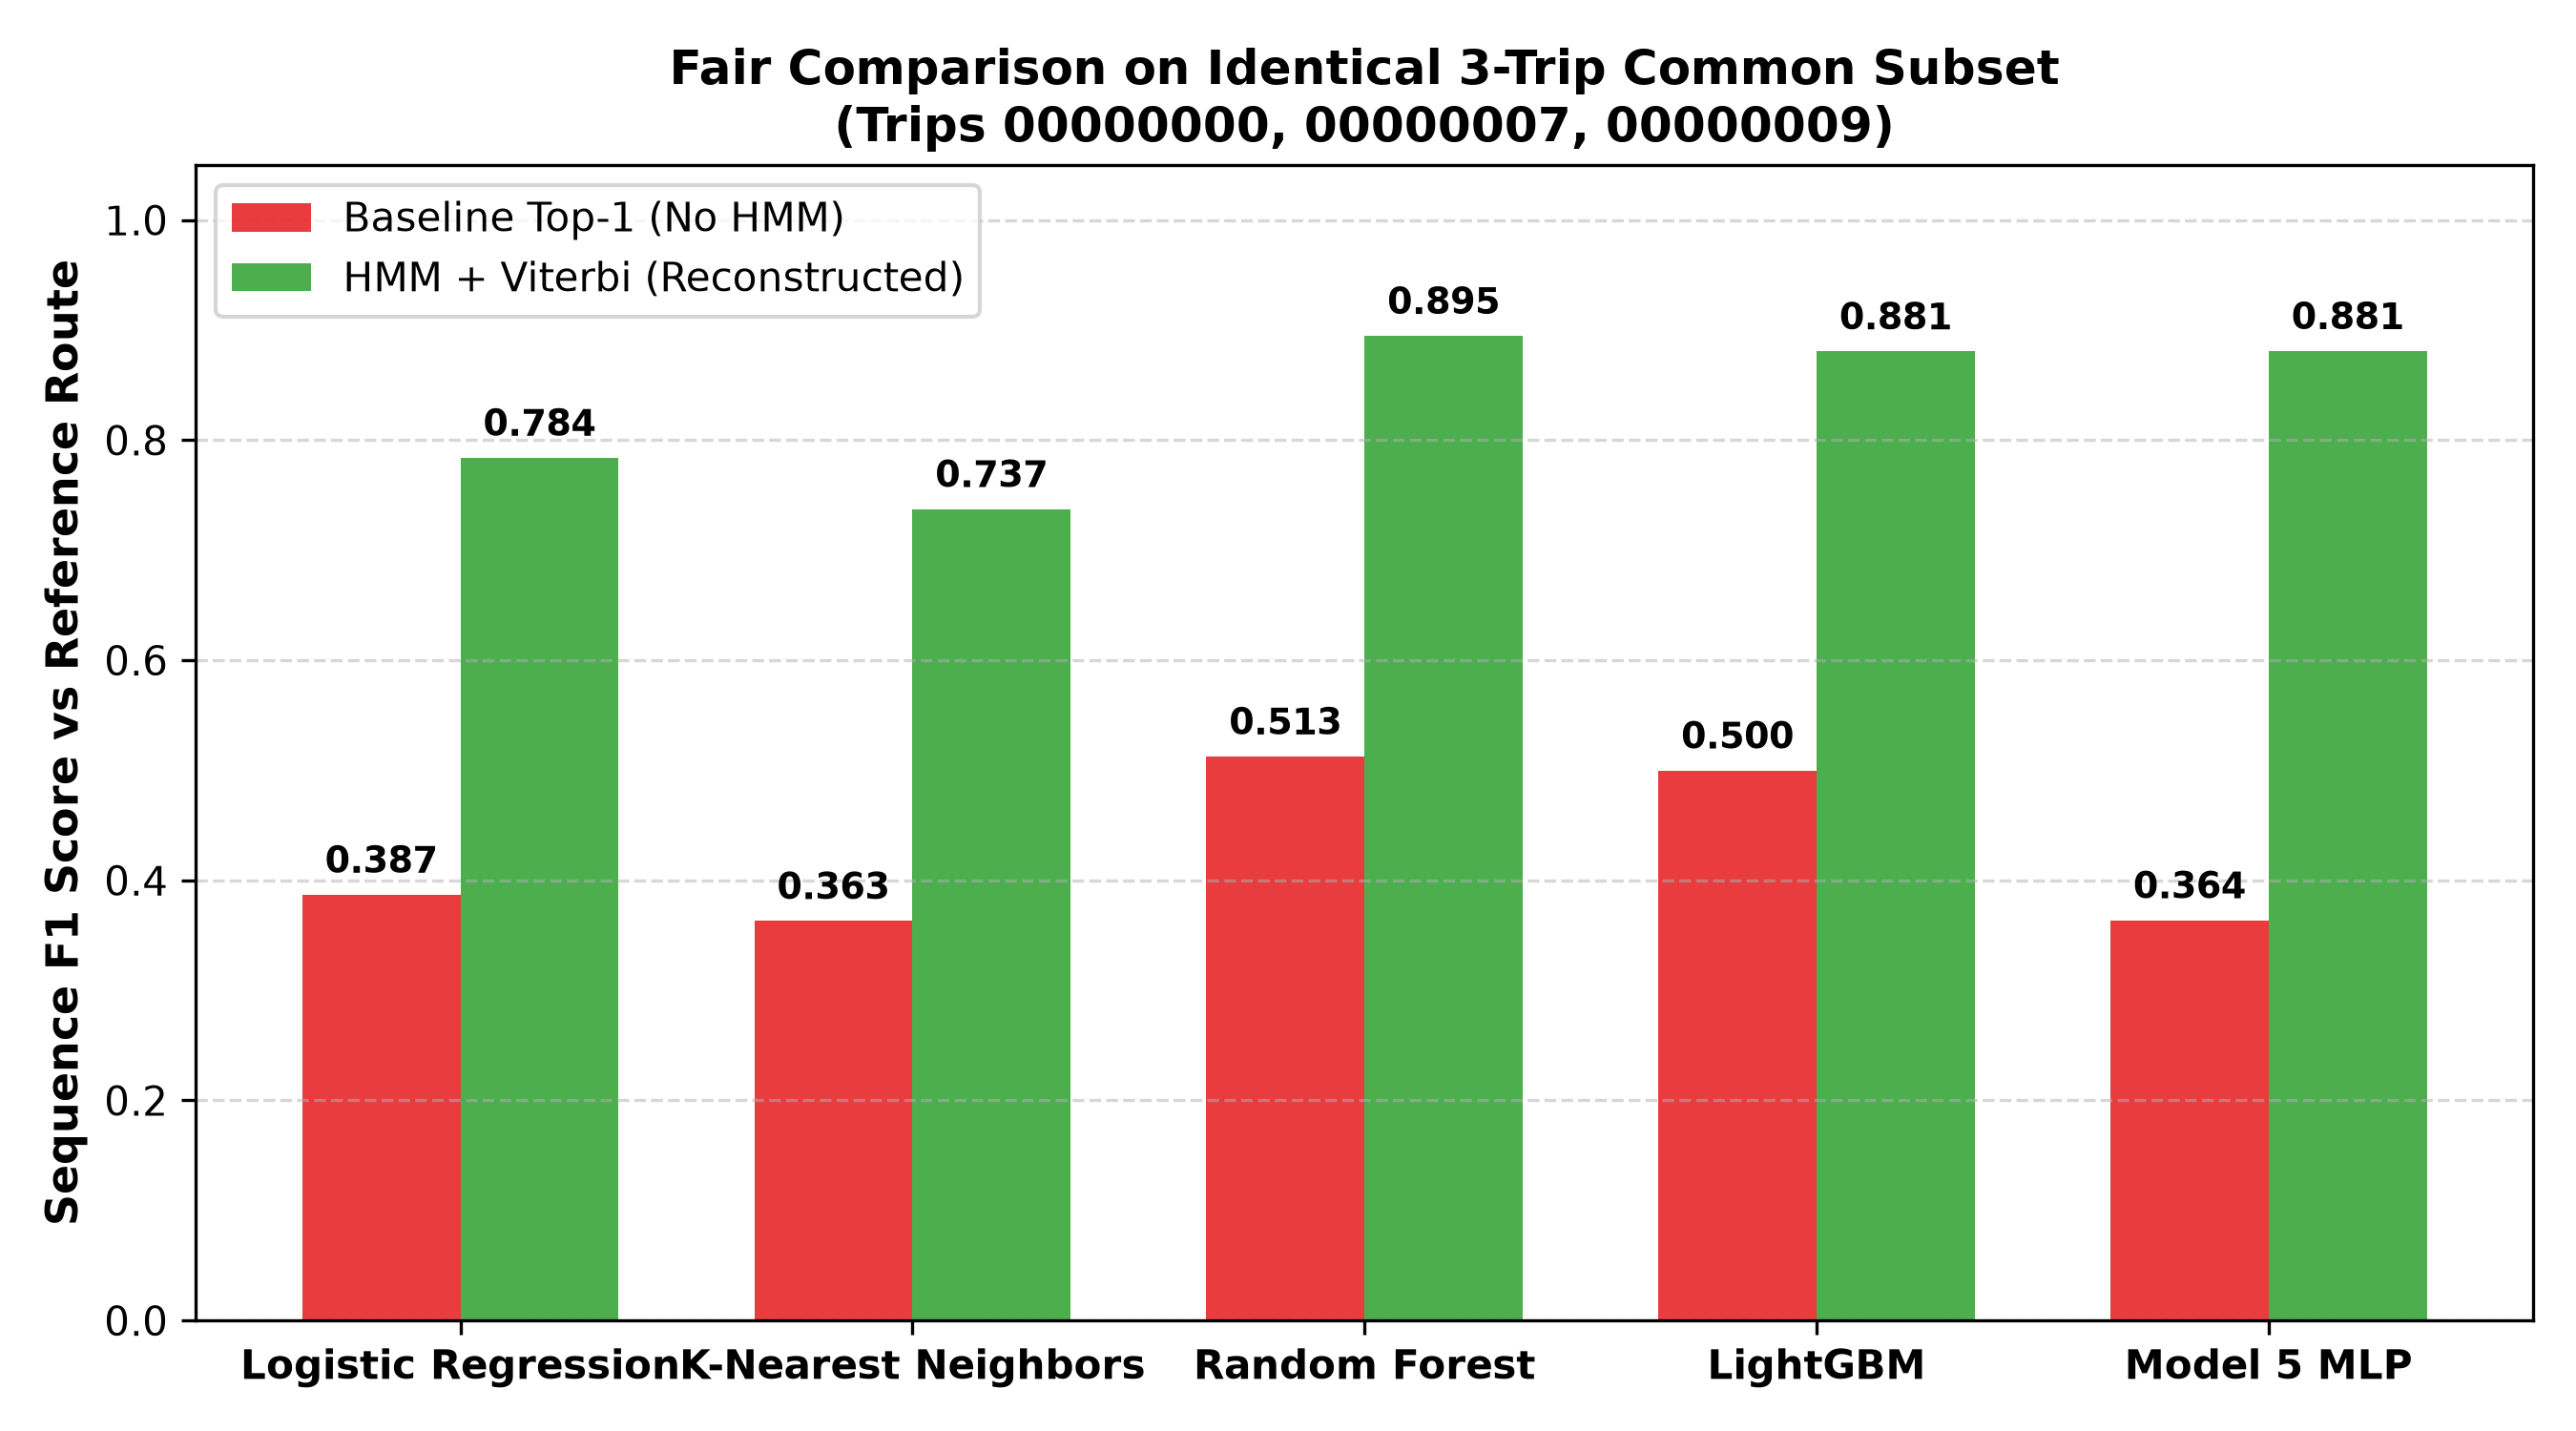 Fair Comparison on Identical 3-Trip Common Subset
(Trips 00000000, 00000007, 00000009)
Sequence F1 Score vs Reference Route
1.0
0.8
0.6
0.4
0.2
0.0
Baseline Top-1 (No HMM)
HMM + Viterbi (Reconstructed)
0.387
0.784
0.363
0.737
0.513
0.895
0.500
0.881
0.364
0.881
Logistic Regression
K-Nearest Neighbors
Random Forest
LightGBM
Model 5 MLP